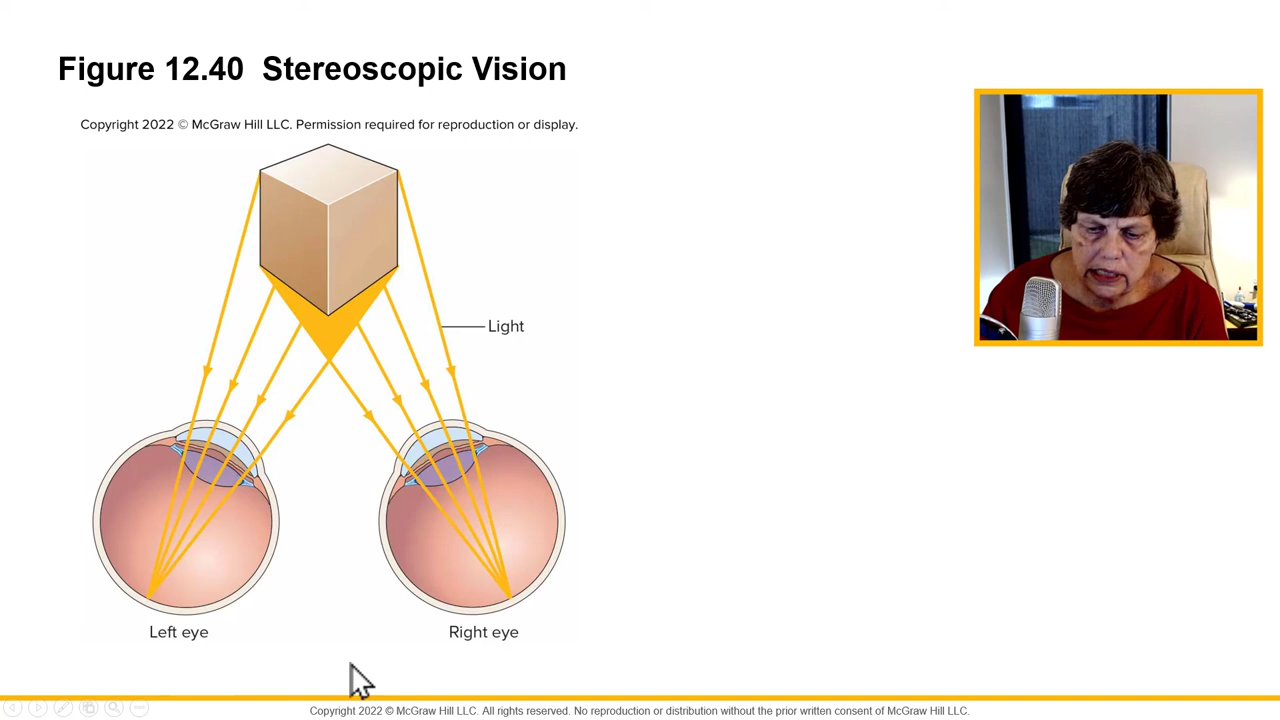 Figure 12.40 Stereoscopic Vision
Copyright 2022 © McGraw Hill LLC. Permission required for reproduction or display.
Light
Left eye
Right eye
Copyright 2022 © McGraw Hill LLC. All rights reserved. No reproduction or distribution without the prior written consent of McGraw Hill LLC.